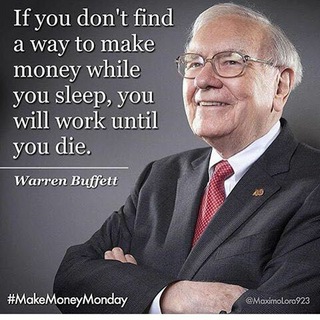 If you don't find
a way to make
money while
you sleep, you
will work until
you die.
Warren Buffett
#MakeMoneyMonday
@MaximoLora923